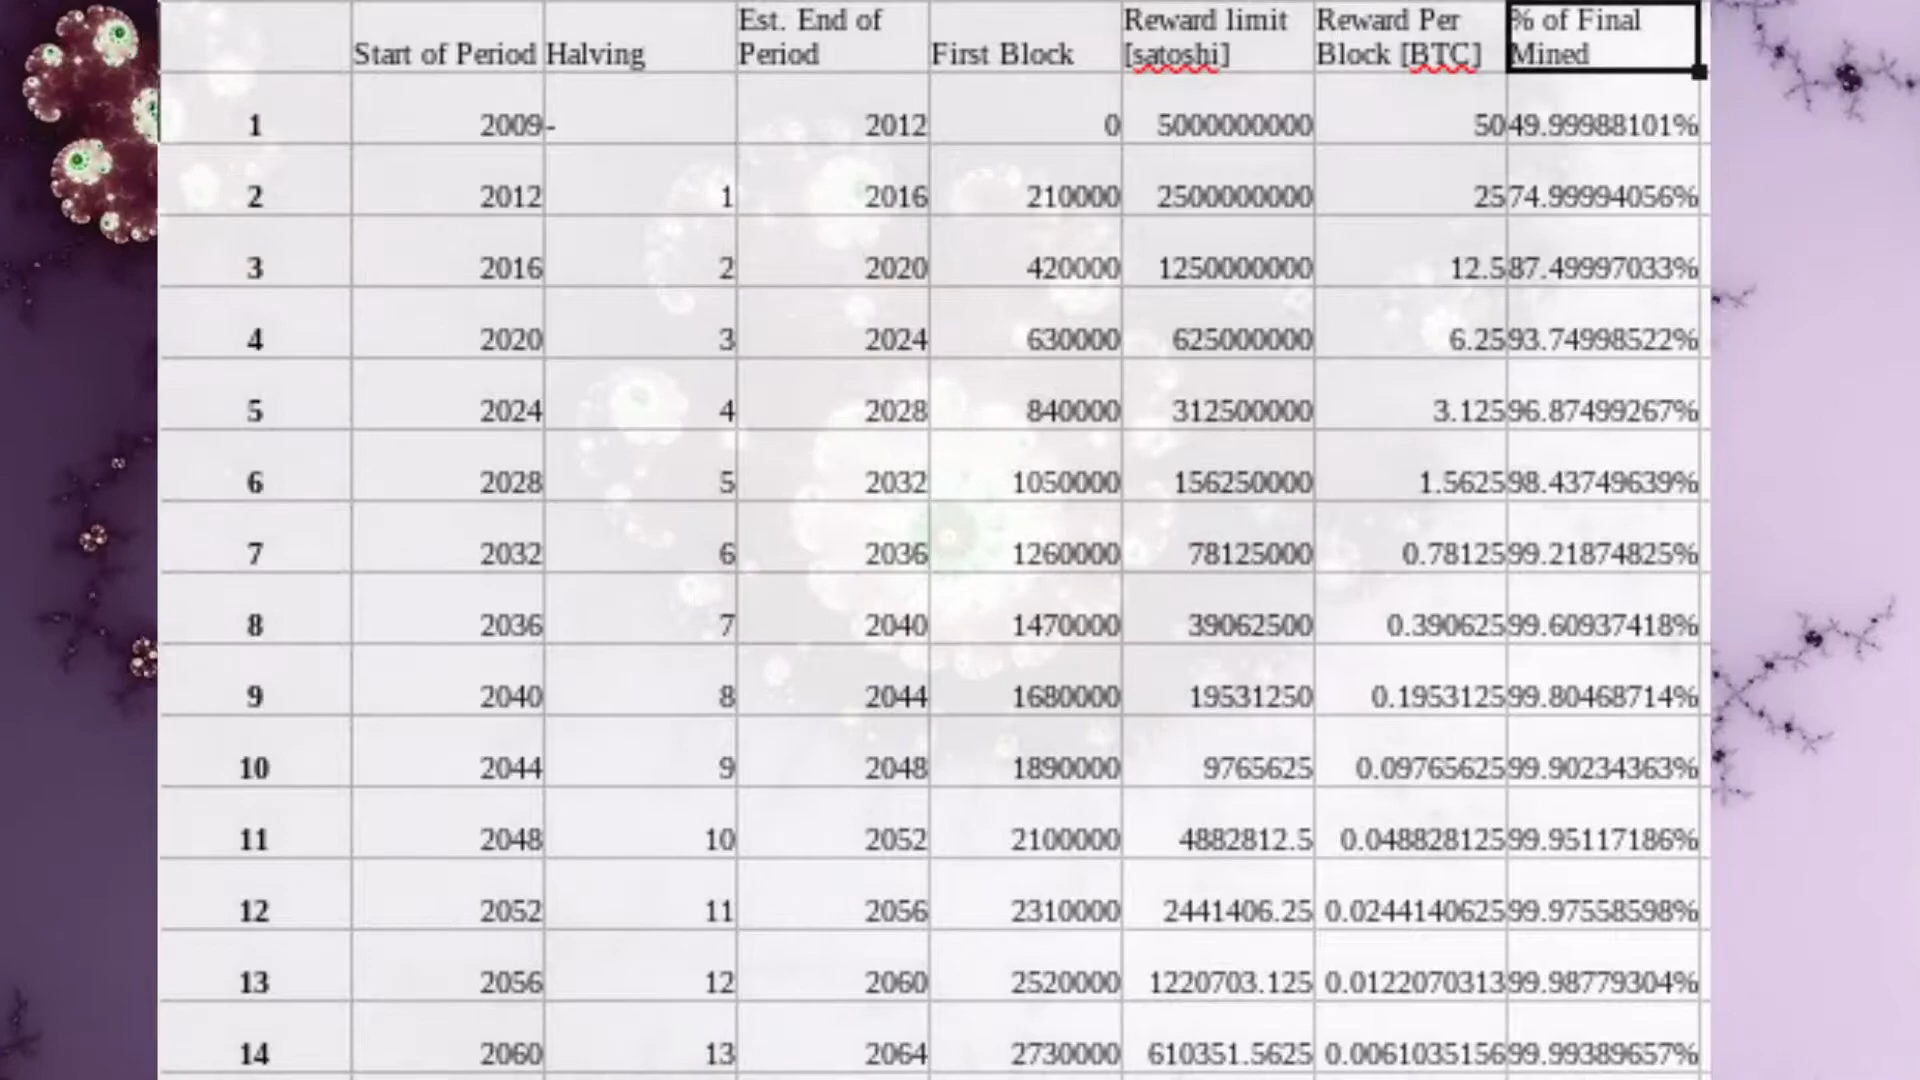 Start of Period Halving Est. End of Period First Block Reward limit [satoshi] Reward Per Block [BTC] % of Final Mined
1 2009 - 2012 0 5000000000 50 49.99988101%
2 2012 1 2016 210000 2500000000 25 74.99994056%
3 2016 2 2020 420000 1250000000 12.5 87.49997033%
4 2020 3 2024 630000 625000000 6.25 93.74998522%
5 2024 4 2028 840000 312500000 3.125 96.87499267%
6 2028 5 2032 1050000 156250000 1.5625 98.43749639%
7 2032 6 2036 1260000 78125000 0.78125 99.21874825%
8 2036 7 2040 1470000 39062500 0.390625 99.60937418%
9 2040 8 2044 1680000 19531250 0.1953125 99.80468714%
10 2044 9 2048 1890000 9765625 0.09765625 99.90234363%
11 2048 10 2052 2100000 4882812.5 0.048828125 99.95117186%
12 2052 11 2056 2310000 2441406.25 0.0244140625 99.97558598%
13 2056 12 2060 2520000 1220703.125 0.0122070313 99.98779304%
14 2060 13 2064 2730000 610351.5625 0.0061035156 99.99389657%